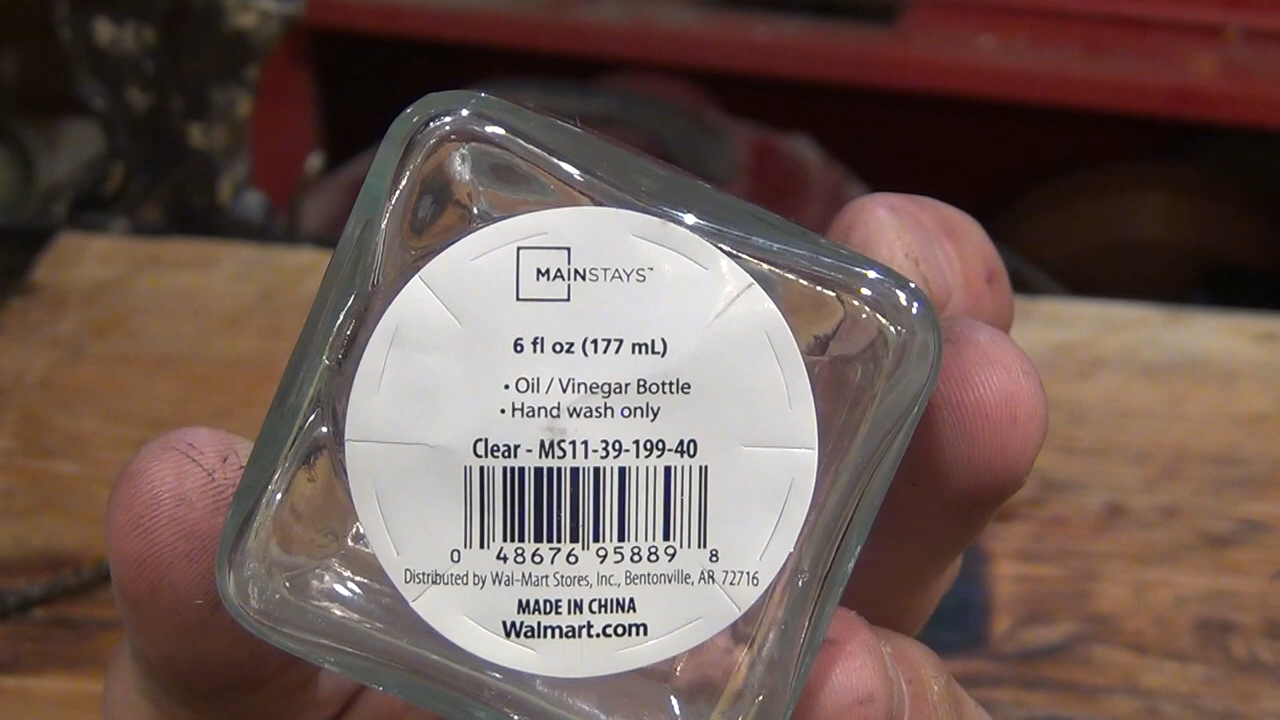 MAINSTAYS™
6 fl oz (177 mL)
• Oil / Vinegar Bottle
• Hand wash only
Clear - MS11-39-199-40
0 48676 95889 8
Distributed by Wal-Mart Stores, Inc., Bentonville, AR 72716
MADE IN CHINA
Walmart.com